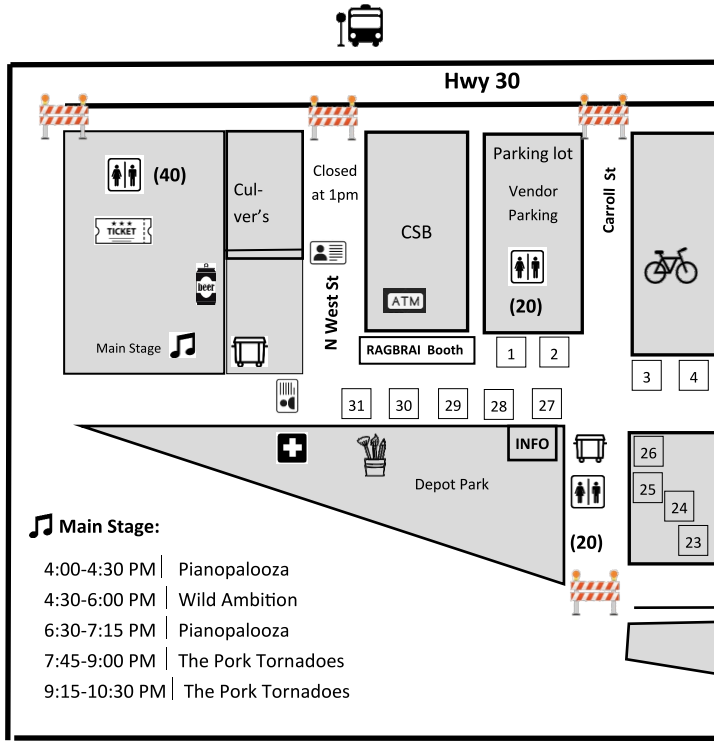 Hwy 30
(40)
TICKET
beer
Main Stage
Cul-
ver's
Closed
at 1pm
N West St
CSB
ATM
RAGBRAI Booth
Parking lot
Vendor
Parking
(20)
1
2
Carroll St
3
4
31
30
29
28
27
INFO
Depot Park
(20)
26
25
24
23
Main Stage:
4:00-4:30 PM | Pianopalooza
4:30-6:00 PM | Wild Ambition
6:30-7:15 PM | Pianopalooza
7:45-9:00 PM | The Pork Tornadoes
9:15-10:30 PM | The Pork Tornadoes